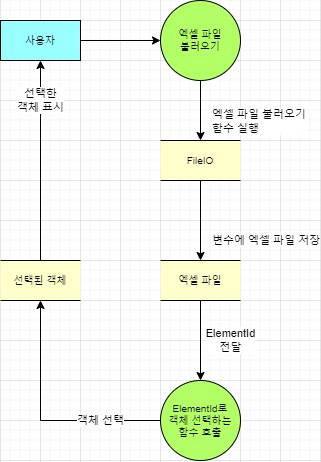 사용자
엑셀 파일
불러오기
선택한
객체 표시
엑셀 파일 불러오기
함수 실행
FileIO
변수에 엑셀 파일 저장
선택된 객체
엑셀 파일
ElementId
전달
객체 선택
ElementId로
객체 선택하는
함수 호출